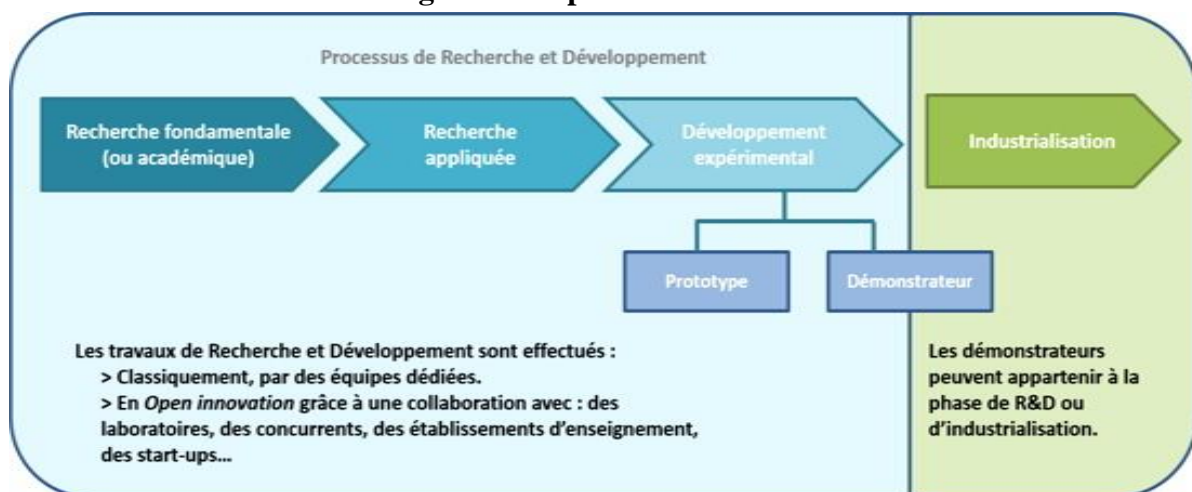 Processus de Recherche et Développement
Recherche fondamentale
(ou académique)
Recherche
appliquée
Développement
expérimental
Industrialisation
Prototype
Démonstrateur
Les travaux de Recherche et Développement sont effectués :
> Classiquement, par des équipes dédiées.
> En Open innovation grâce à une collaboration avec : des
laboratoires, des concurrents, des établissements d'enseignement,
des start-ups...
Les démonstrateurs
peuvent appartenir à la
phase de R&D ou
d'industrialisation.